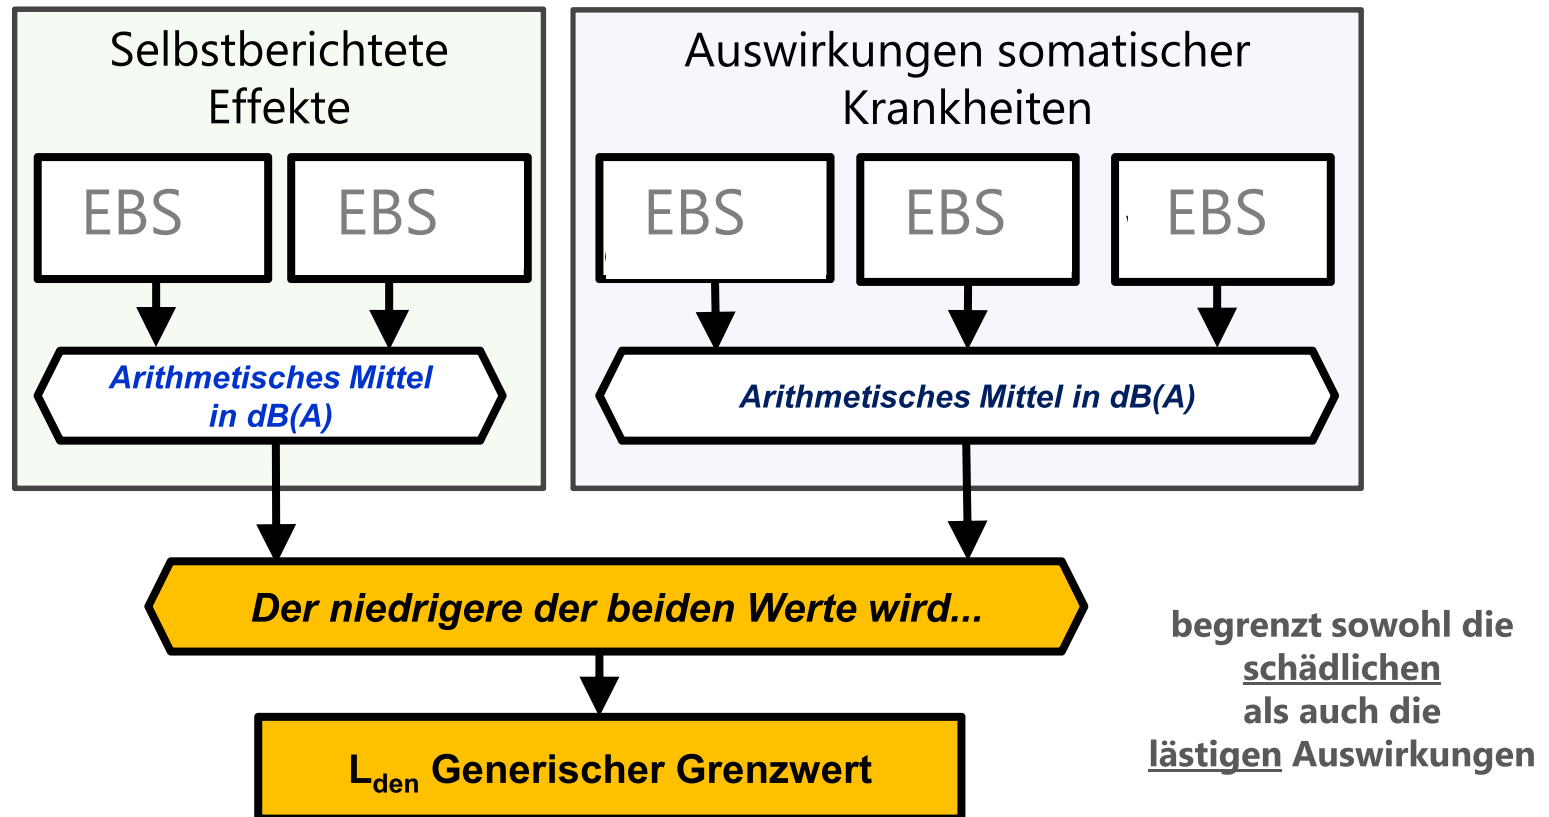 Selbstberichtete
Effekte
EBS
EBS
Arithmetisches Mittel
in dB(A)
Auswirkungen somatischer
Krankheiten
EBS
EBS
EBS
Arithmetisches Mittel in dB(A)
Der niedrigere der beiden Werte wird...
Lden Generischer Grenzwert
begrenzt sowohl die
schädlichen
als auch die
lästigen Auswirkungen